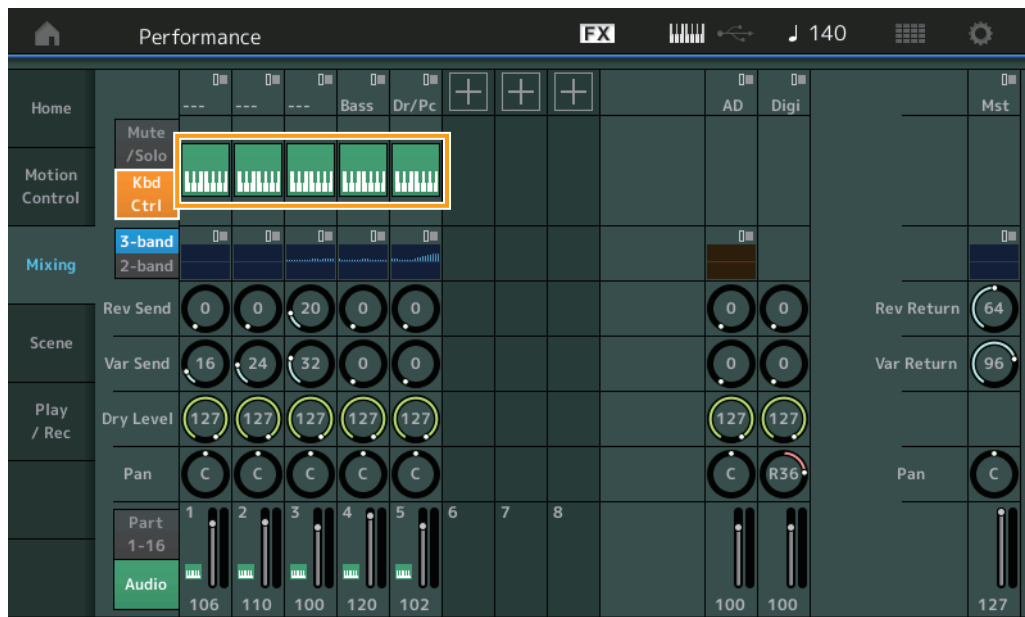 Performance FX 140
Home --- --- --- Bass Dr/Pc AD Digi Mst
Mute
/Solo
Motion
Control
Kbd
Ctrl
3-band
2-band
Mixing
Rev Send 0 0 20 0 0 0 0 Rev Return 64
Scene
Var Send 16 24 32 0 0 0 0 Var Return 96
Play
/ Rec
Dry Level 127 127 127 127 127 127 127
Pan C C C C C C R36 Pan C
Part
1-16
1 2 3 4 5 6 7 8
Audio
106 110 100 120 102 100 100 127